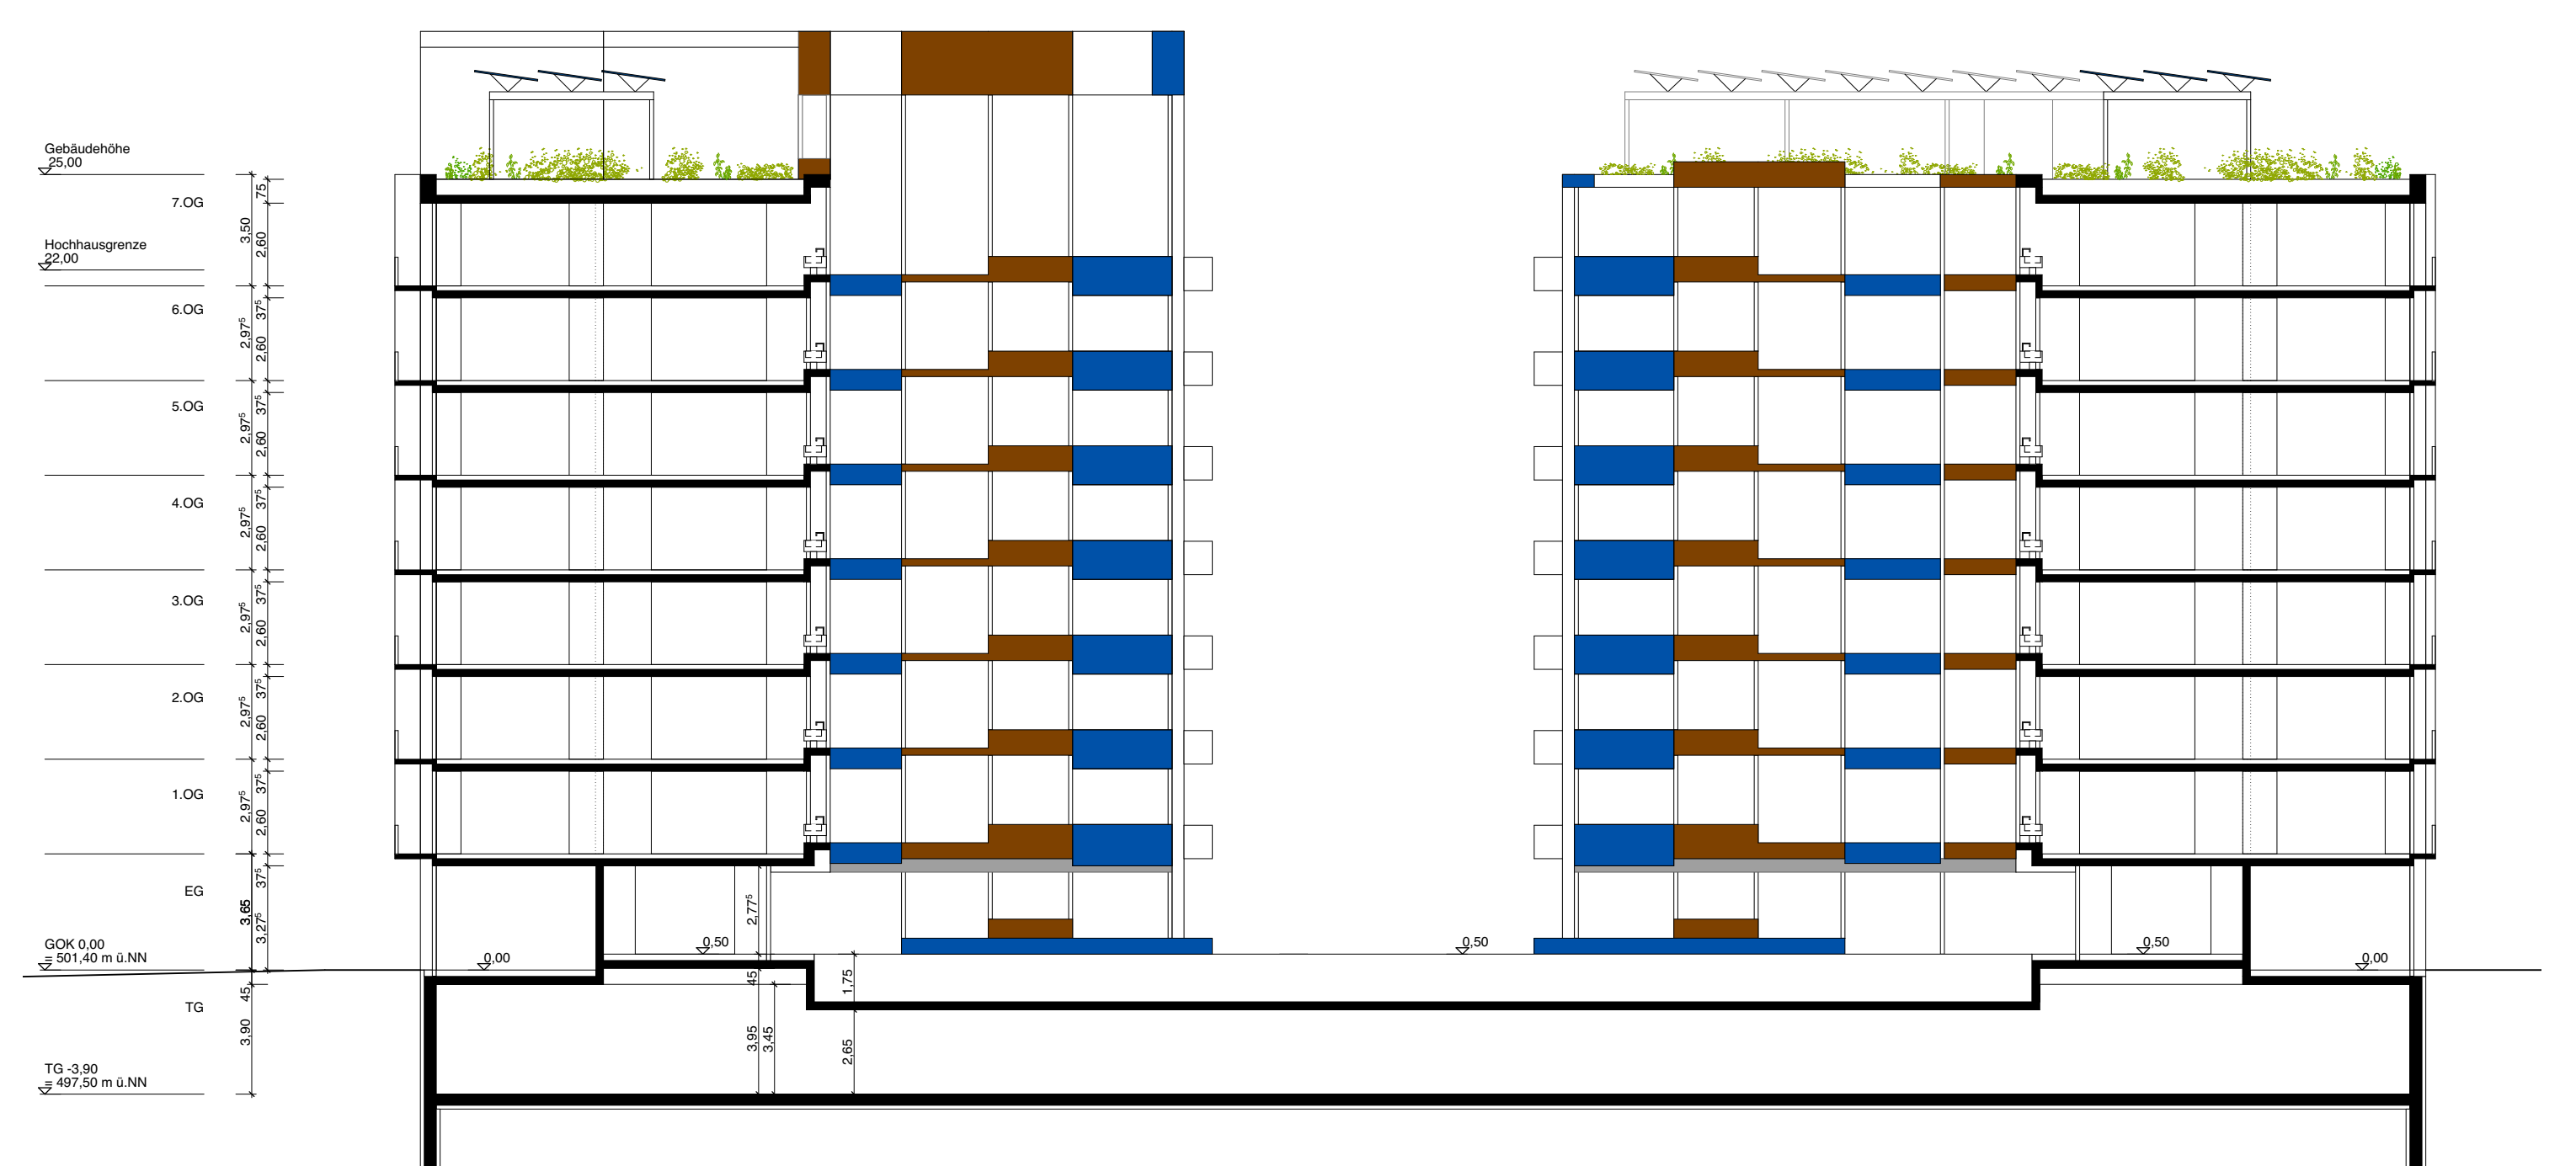 Gebäudehöhe
25,00
7.OG
75
3,50
2,60
Hochhausgrenze
22,00
6.OG
37⁵
2,97⁵
2,60
5.OG
37⁵
2,97⁵
2,60
4.OG
37⁵
2,97⁵
2,60
3.OG
37⁵
2,97⁵
2,60
2.OG
37⁵
2,97⁵
2,60
1.OG
37⁵
2,97⁵
2,60
EG
37⁵
3,65
3,27⁵
2,77⁵
GOK 0,00
= 501,40 m ü.NN
0,00
0,50
0,50
0,50
0,00
TG
45
3,90
45
3,95
3,45
1,75
2,65
TG -3,90
= 497,50 m ü.NN